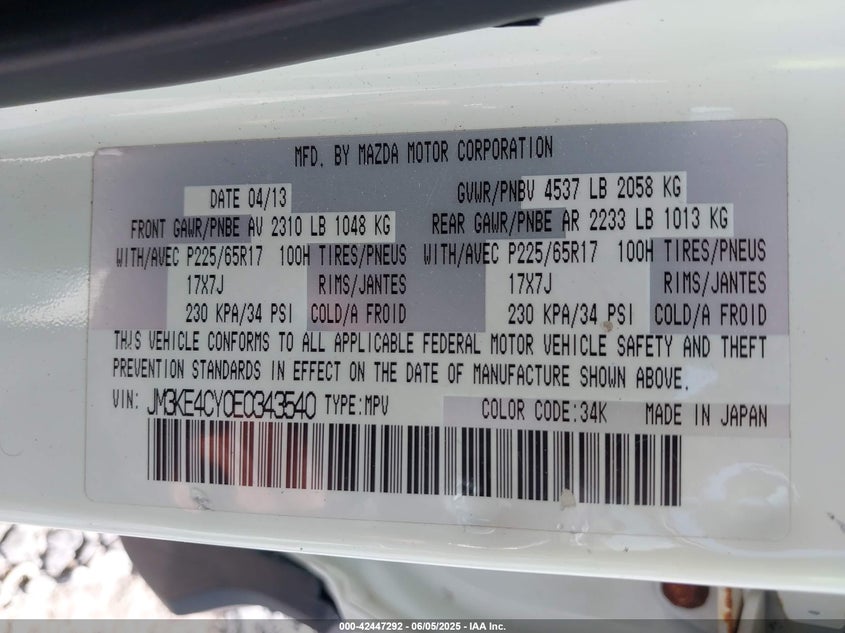 MFD. BY MAZDA MOTOR CORPORATION
DATE 04/13 GVWR/PNBV 4537 LB 2058 KG
FRONT GAWR/PNBE AV 2310 LB 1048 KG REAR GAWR/PNBE AR 2233 LB 1013 KG
WITH/AVEC P225/65R17 100H TIRES/PNEUS WITH/AVEC P225/65R17 100H TIRES/PNEUS
17X7J RIMS/JANTES 17X7J RIMS/JANTES
230 KPA/34 PSI COLD/A FROID 230 KPA/34 PSI COLD/A FROID
THIS VEHICLE CONFORMS TO ALL APPLICABLE FEDERAL MOTOR VEHICLE SAFETY AND THEFT
PREVENTION STANDARDS IN EFFECT ON THE DATE OF MANUFACTURE SHOWN ABOVE.
VIN: JM3KE4CY0E0343540 TYPE:MPV COLOR CODE:34K MADE IN JAPAN
000-42447292 - 06/05/2025 - IAA Inc.